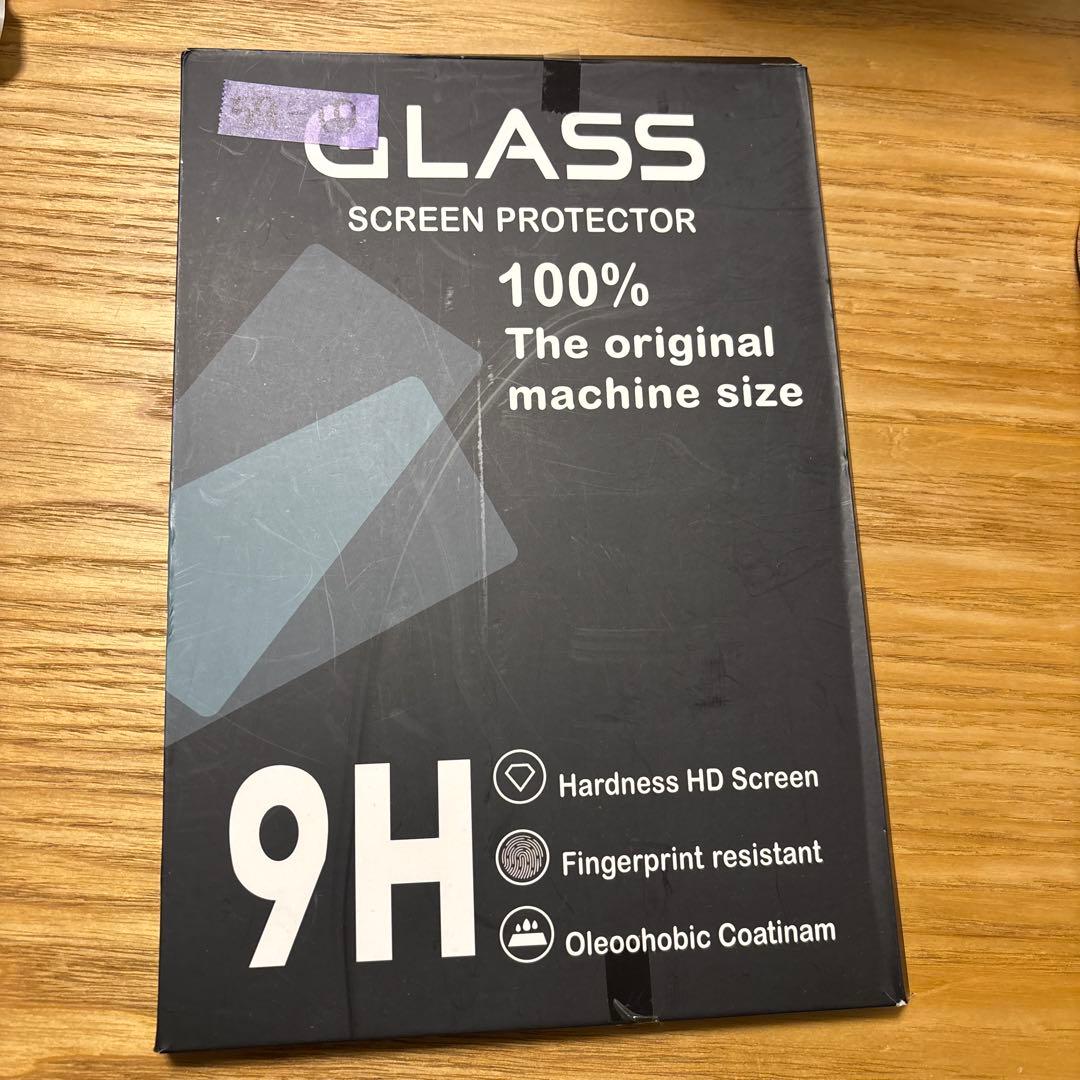 GLASS
SCREEN PROTECTOR
100%
The original
machine size
9H
Hardness HD Screen
Fingerprint resistant
Oleoohobic Coatinam